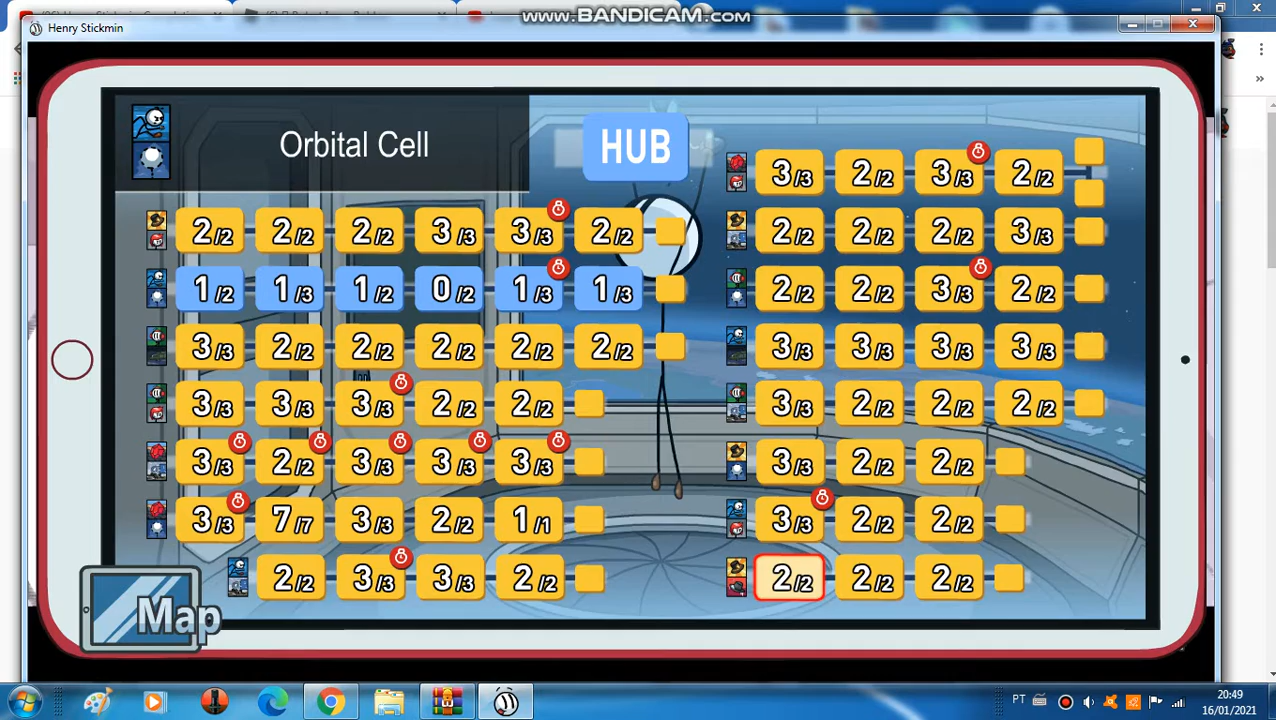 www.BANDICAM.com
Henry Stickmin
Orbital Cell
HUB
2/2 2/2 2/2 3/3 3/3 2/2
1/2 1/3 1/2 0/2 1/3 1/3
3/3 2/2 2/2 2/2 2/2 2/2
3/3 3/3 3/3 2/2 2/2
3/3 2/2 3/3 3/3 3/3
3/3 7/7 3/3 2/2 1/1
2/2 3/3 3/3 2/2
3/3 2/2 3/3 2/2
2/2 2/2 2/2 3/3
2/2 2/2 3/3 2/2
3/3 3/3 3/3 3/3
3/3 2/2 2/2 2/2
3/3 2/2 2/2
3/3 2/2 2/2
2/2 2/2 2/2
Map
PT
20:49
16/01/2021